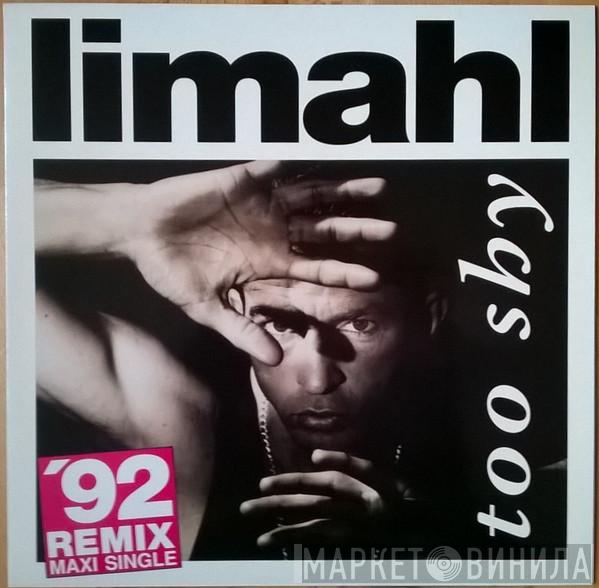 limahl
too shy
'92
REMIX
MAXI SINGLE
МАРКЕТ ВИНИЛА